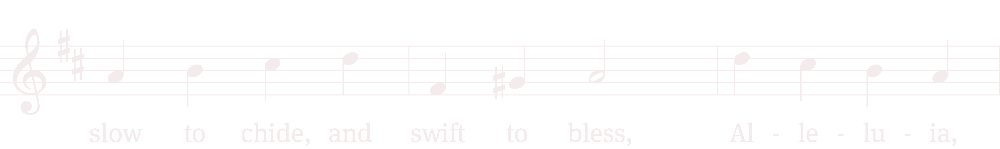 slow to chide, and swift to bless, Al - le - lu - ia,